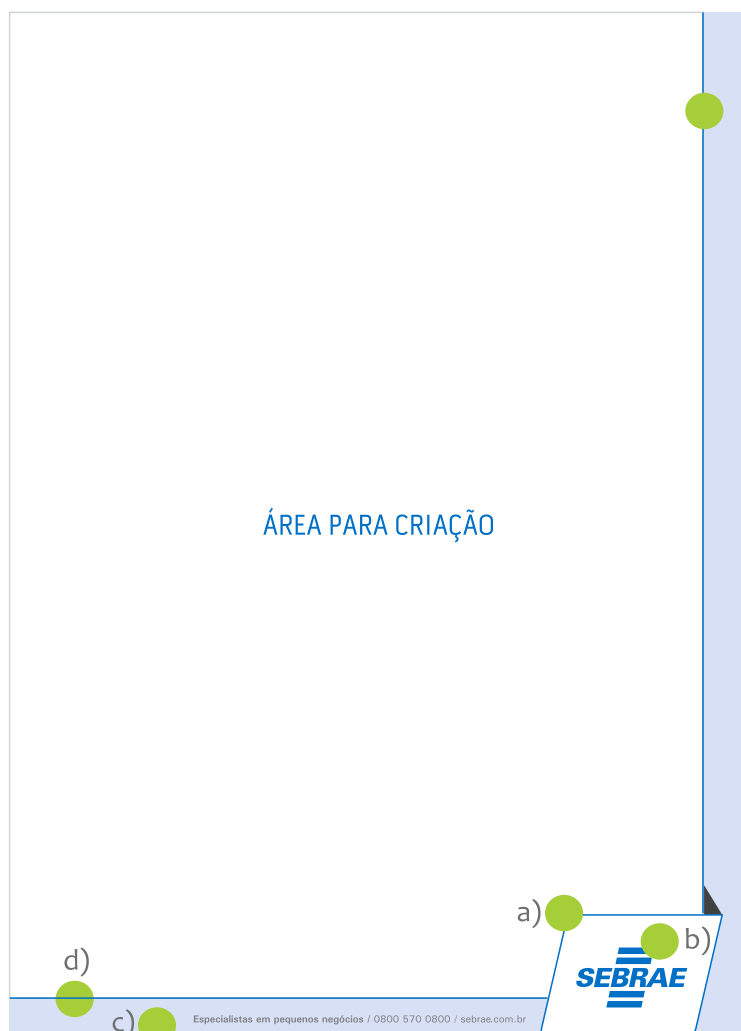 ÁREA PARA CRIAÇÃO
a)
b)
SEBRAE
d)
c)
Especialistas em pequenos negócios / 0800 570 0800 / sebrae.com.br